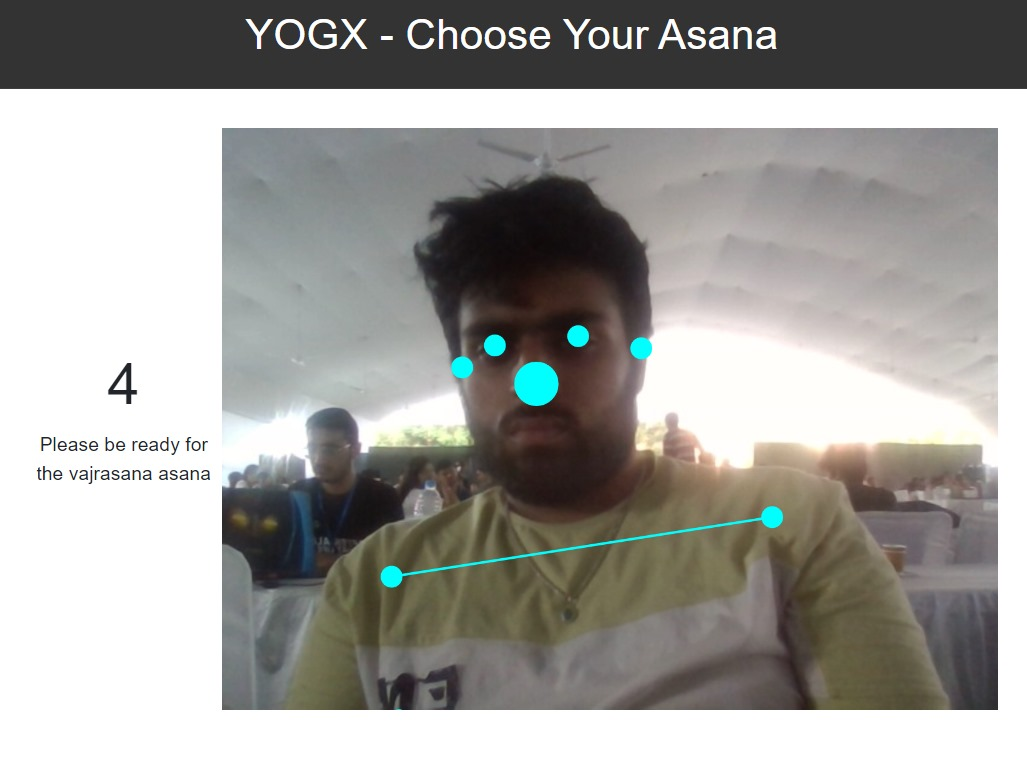 YOGX - Choose Your Asana
4
Please be ready for
the vajrasana asana